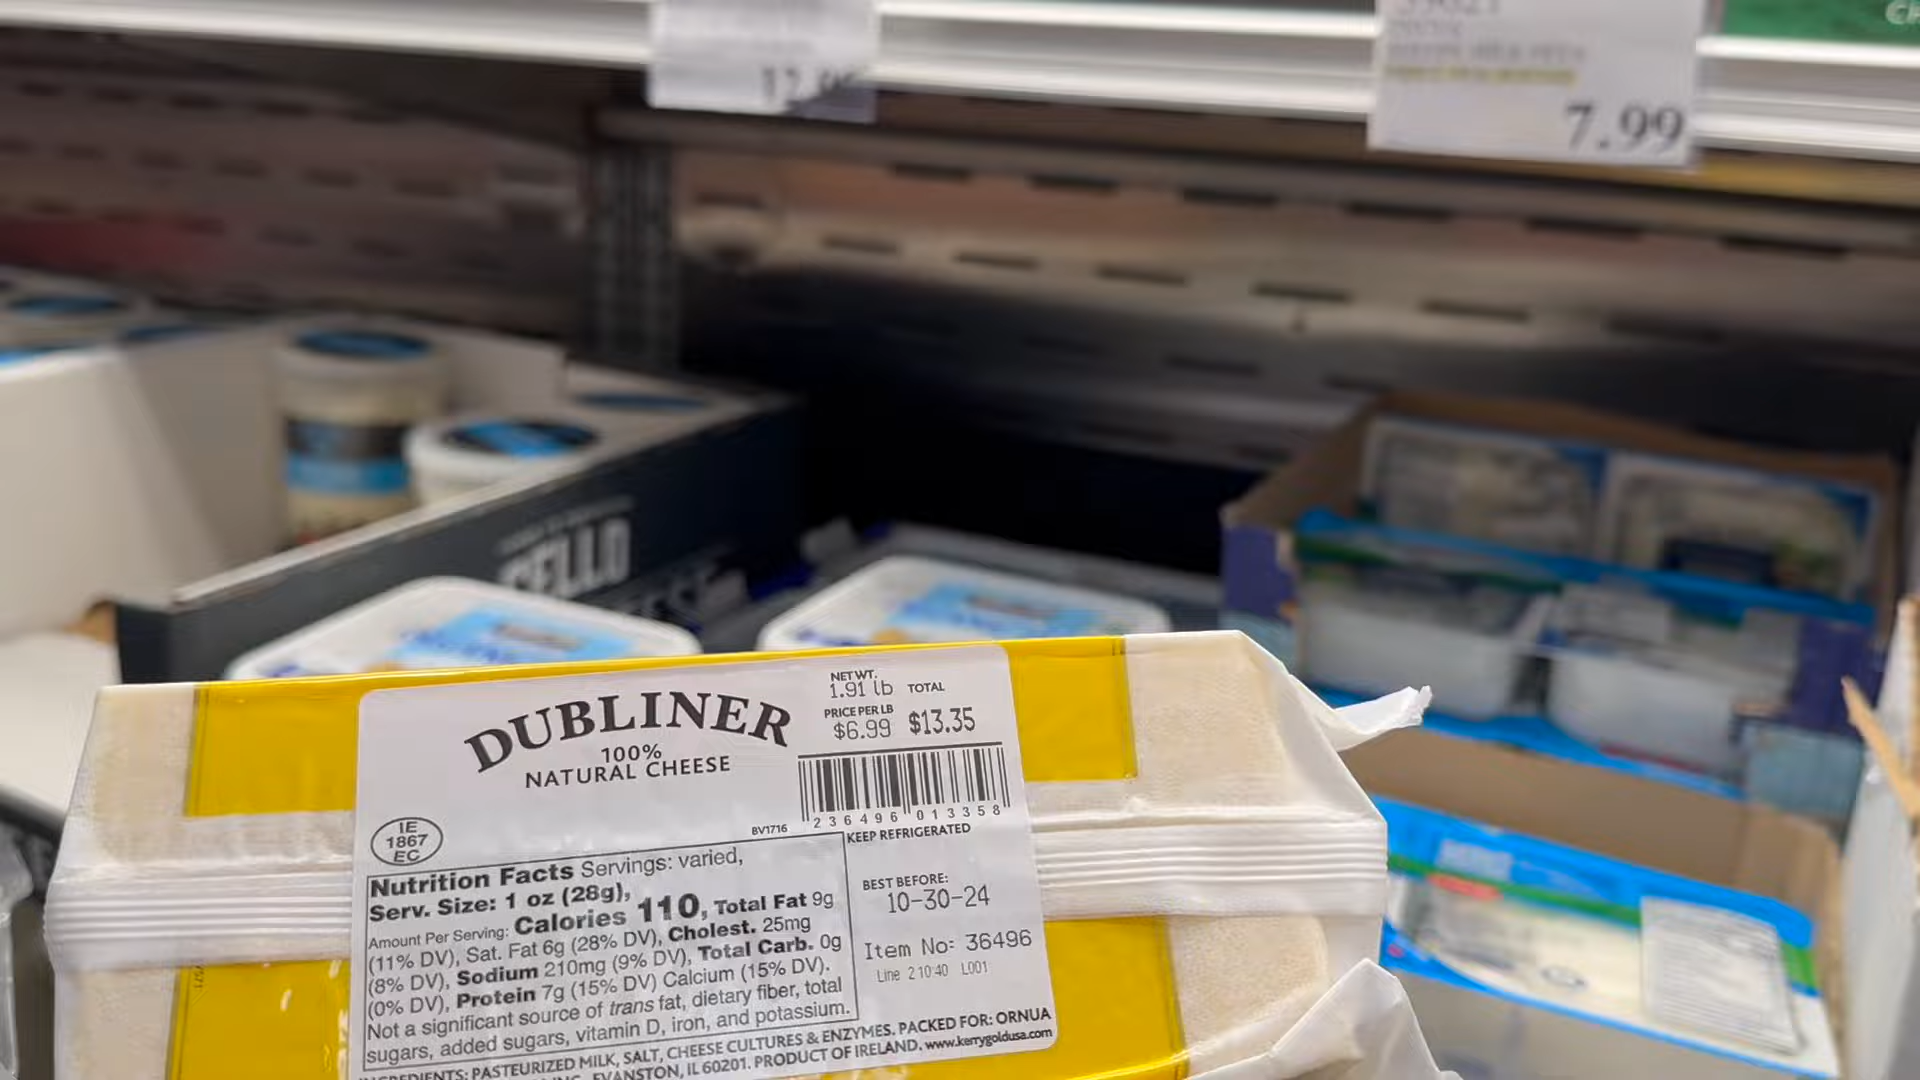 7.99
CELLO
DUBLINER
100%
NATURAL CHEESE
NET WT.
1.91 lb TOTAL
PRICE PER LB
$6.99 $13.35
2 36496 013358
BV1716
KEEP REFRIGERATED
IE
1867
EC
Nutrition Facts Servings: varied,
Serv. Size: 1 oz (28g),
Amount Per Serving: Calories 110, Total Fat 9g
(11% DV), Sat. Fat 6g (28% DV), Cholest. 25mg
(8% DV), Sodium 210mg (9% DV), Total Carb. 0g
(0% DV), Protein 7g (15% DV) Calcium (15% DV).
Not a significant source of trans fat, dietary fiber, total
sugars, added sugars, vitamin D, iron, and potassium.
BEST BEFORE:
10-30-24
Item No: 36496
Line 2 10:40 L001
INGREDIENTS: PASTEURIZED MILK, SALT, CHEESE CULTURES & ENZYMES. PACKED FOR: ORNUA
EVANSTON, IL 60201. PRODUCT OF IRELAND. www.kerrygoldusa.com